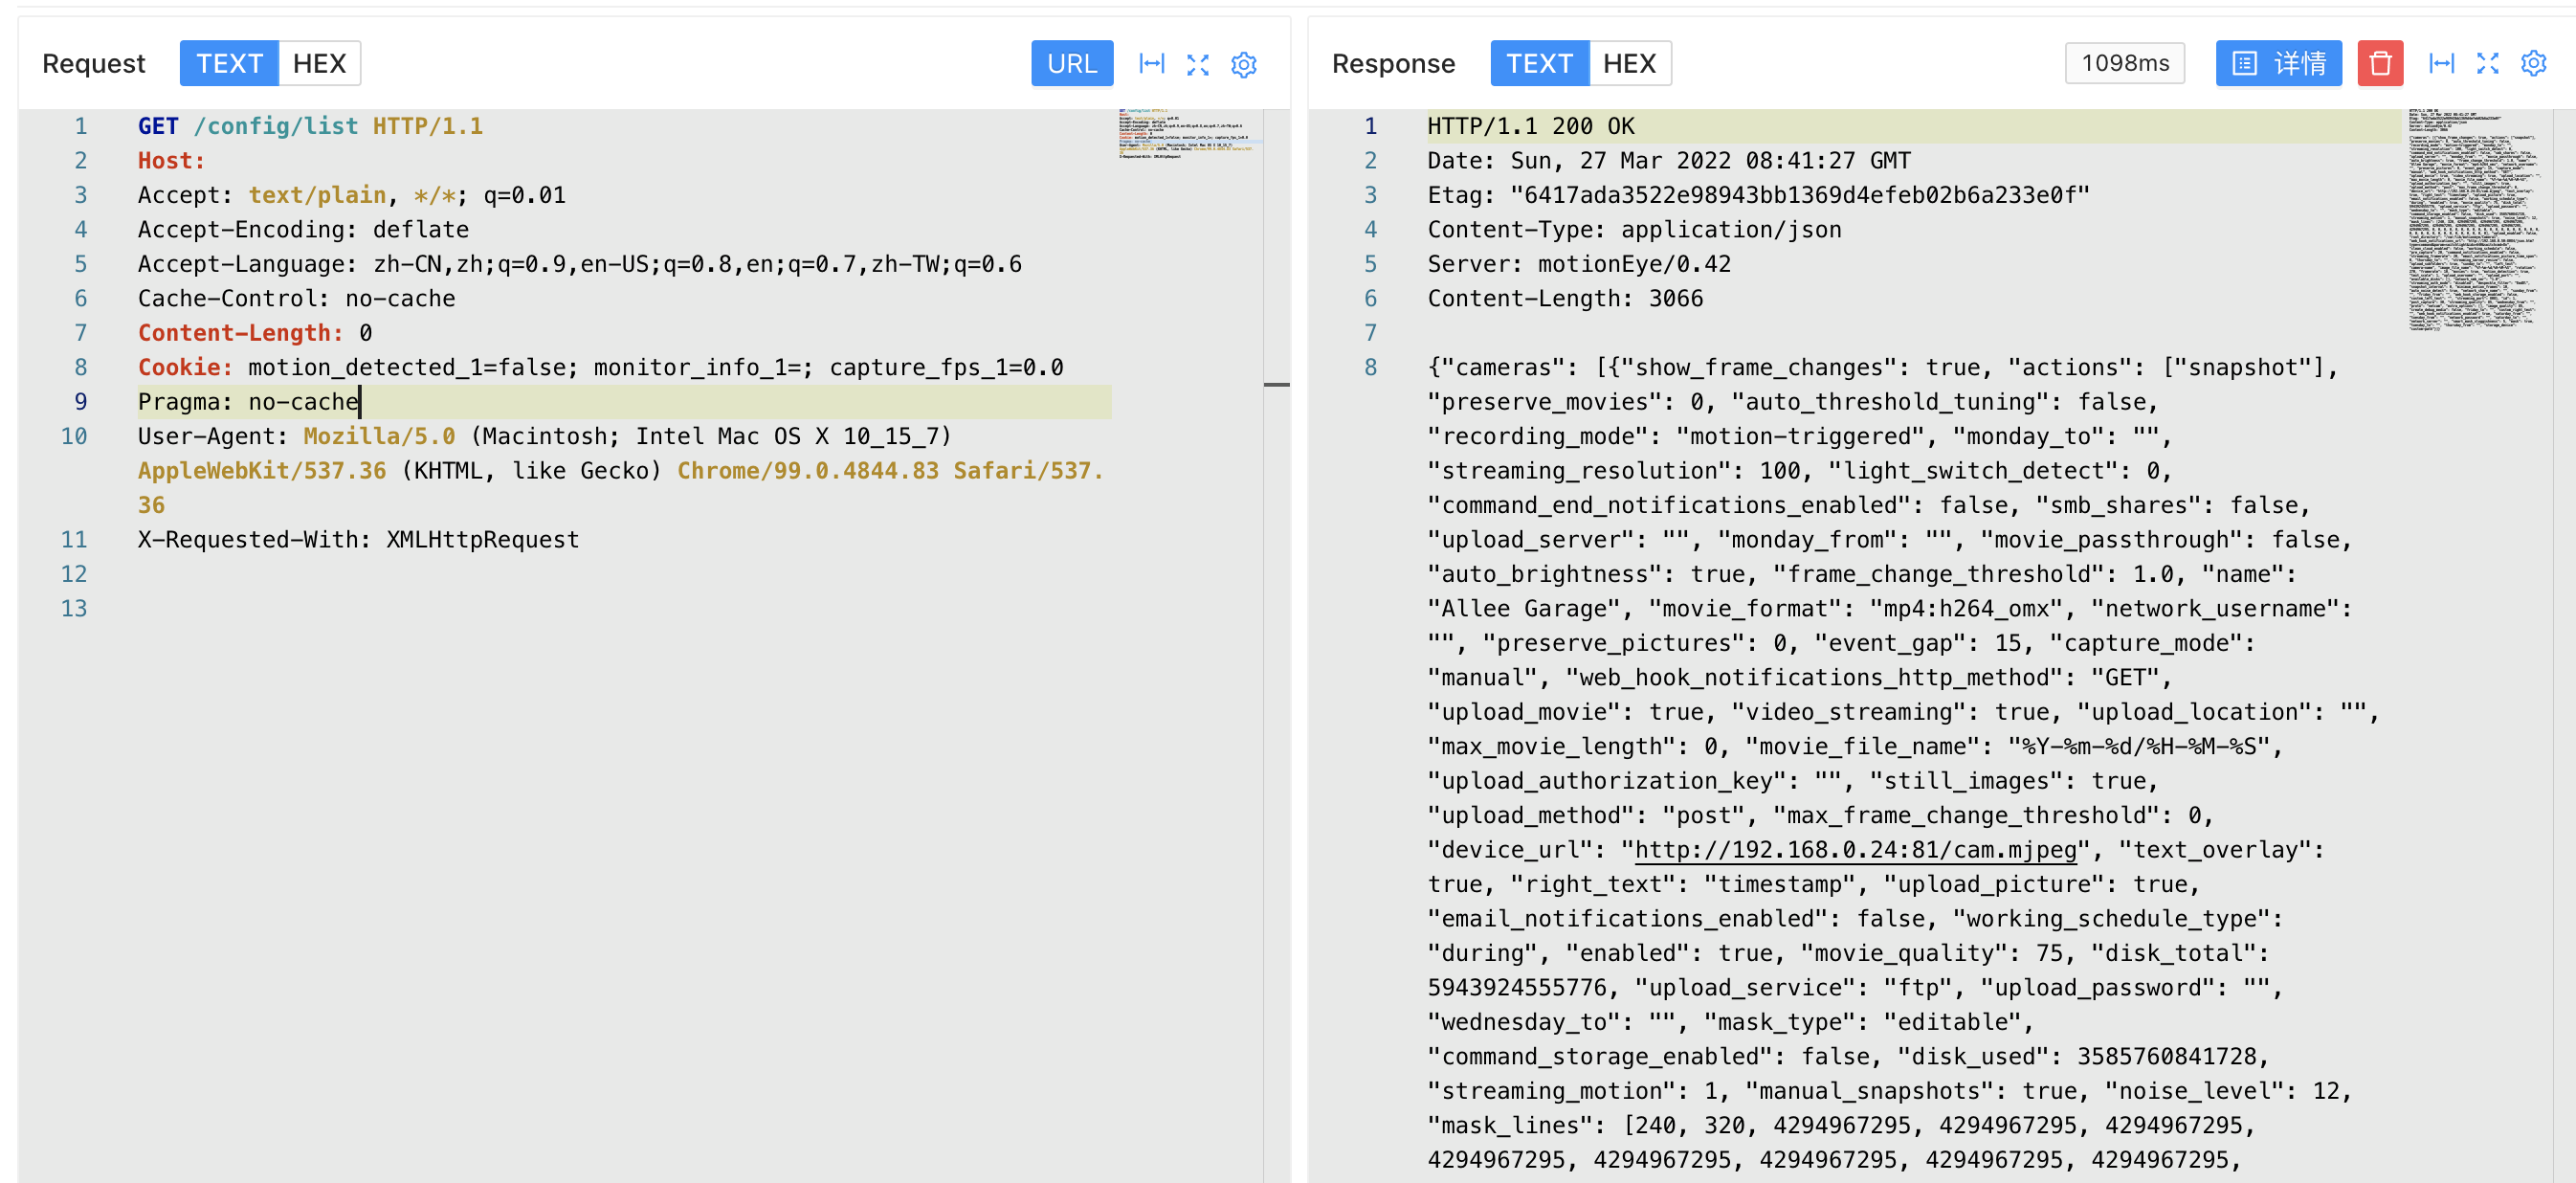 Request TEXT HEX URL
1 GET /config/list HTTP/1.1
2 Host:
3 Accept: text/plain, */*; q=0.01
4 Accept-Encoding: deflate
5 Accept-Language: zh-CN,zh;q=0.9,en-US;q=0.8,en;q=0.7,zh-TW;q=0.6
6 Cache-Control: no-cache
7 Content-Length: 0
8 Cookie: motion_detected_1=false; monitor_info_1=; capture_fps_1=0.0
9 Pragma: no-cache
10 User-Agent: Mozilla/5.0 (Macintosh; Intel Mac OS X 10_15_7)
AppleWebKit/537.36 (KHTML, like Gecko) Chrome/99.0.4844.83 Safari/537.
36
11 X-Requested-With: XMLHttpRequest
12
13
Response TEXT HEX 1098ms 详情
1 HTTP/1.1 200 OK
2 Date: Sun, 27 Mar 2022 08:41:27 GMT
3 Etag: "6417ada3522e98943bb1369d4efeb02b6a233e0f"
4 Content-Type: application/json
5 Server: motionEye/0.42
6 Content-Length: 3066
7
8 {"cameras": [{"show_frame_changes": true, "actions": ["snapshot"],
"preserve_movies": 0, "auto_threshold_tuning": false,
"recording_mode": "motion-triggered", "monday_to": "",
"streaming_resolution": 100, "light_switch_detect": 0,
"command_end_notifications_enabled": false, "smb_shares": false,
"upload_server": "", "monday_from": "", "movie_passthrough": false,
"auto_brightness": true, "frame_change_threshold": 1.0, "name":
"Allee Garage", "movie_format": "mp4:h264_omx", "network_username":
"", "preserve_pictures": 0, "event_gap": 15, "capture_mode":
"manual", "web_hook_notifications_http_method": "GET",
"upload_movie": true, "video_streaming": true, "upload_location": "",
"max_movie_length": 0, "movie_file_name": "%Y-%m-%d/%H-%M-%S",
"upload_authorization_key": "", "still_images": true,
"upload_method": "post", "max_frame_change_threshold": 0,
"device_url": "http://192.168.0.24:81/cam.mjpeg", "text_overlay":
true, "right_text": "timestamp", "upload_picture": true,
"email_notifications_enabled": false, "working_schedule_type":
"during", "enabled": true, "movie_quality": 75, "disk_total":
5943924555776, "upload_service": "ftp", "upload_password": "",
"wednesday_to": "", "mask_type": "editable",
"command_storage_enabled": false, "disk_used": 3585760841728,
"streaming_motion": 1, "manual_snapshots": true, "noise_level": 12,
"mask_lines": [240, 320, 4294967295, 4294967295, 4294967295,
4294967295, 4294967295, 4294967295, 4294967295, 4294967295,